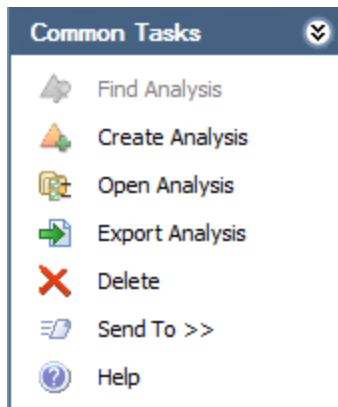 Common Tasks
Find Analysis
Create Analysis
Open Analysis
Export Analysis
Delete
Send To >>
Help